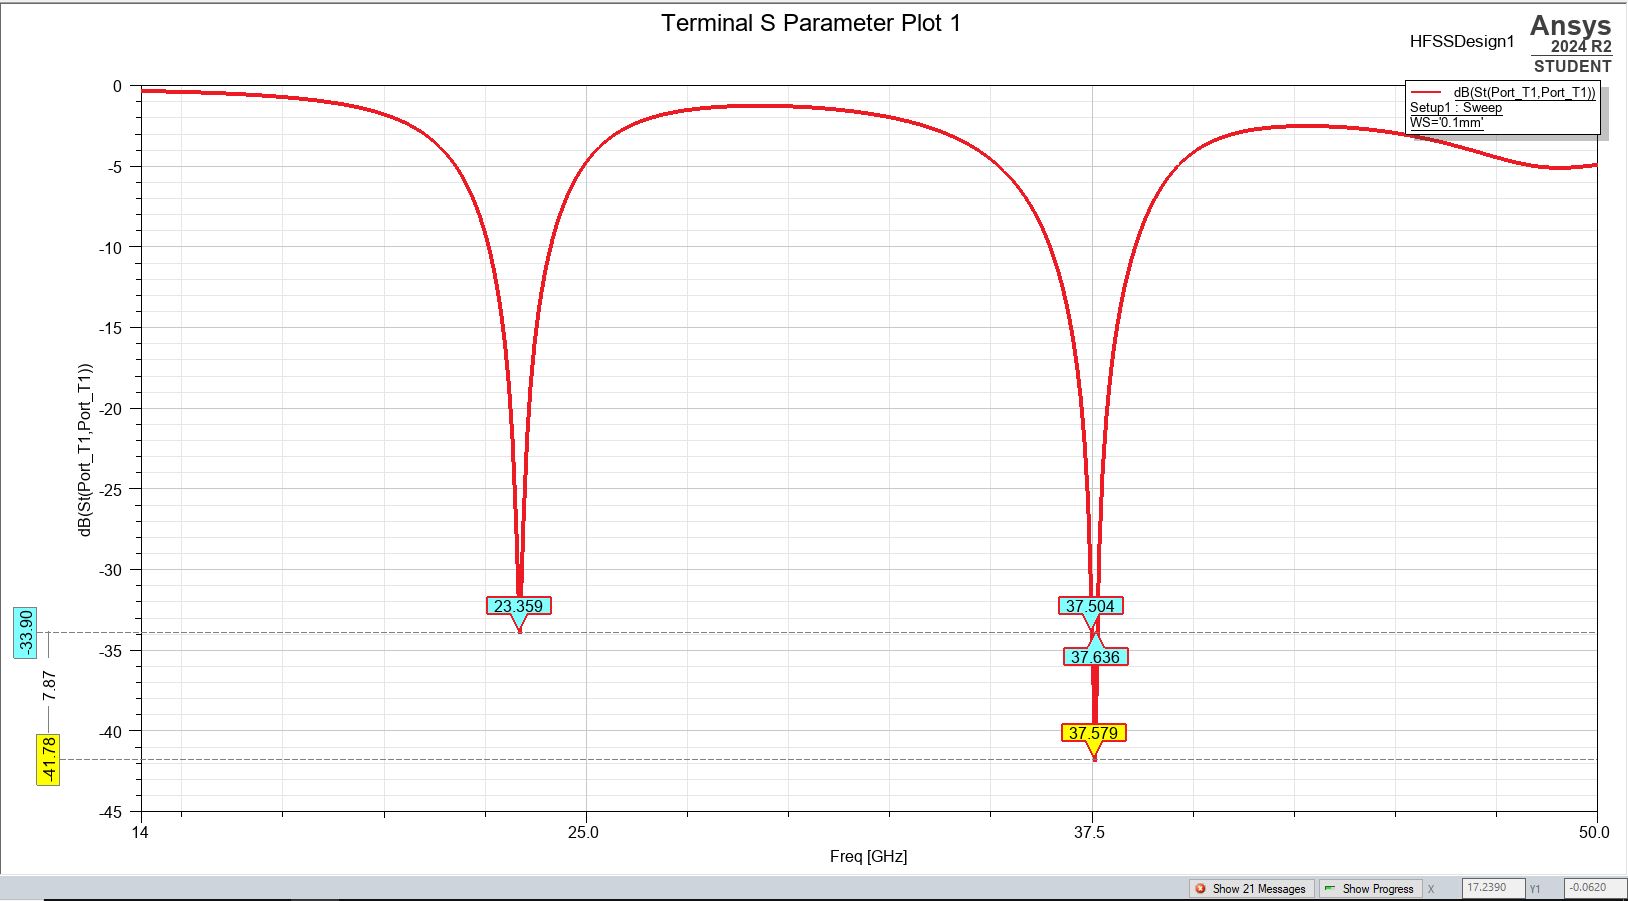 Terminal S Parameter Plot 1
HFSSDesign1
Ansys
2024 R2
STUDENT
dB(St(Port_T1,Port_T1))
Setup1 : Sweep
WS='0.1mm'
dB(St(Port_T1,Port_T1))
0
-5
-10
-15
-20
-25
-30
-35
-40
-45
-33.90
7.87
-41.78
23.359
37.504
37.636
37.579
14
25.0
37.5
50.0
Freq [GHz]
Show 21 Messages
Show Progress
X
17.2390
Y1
-0.0620